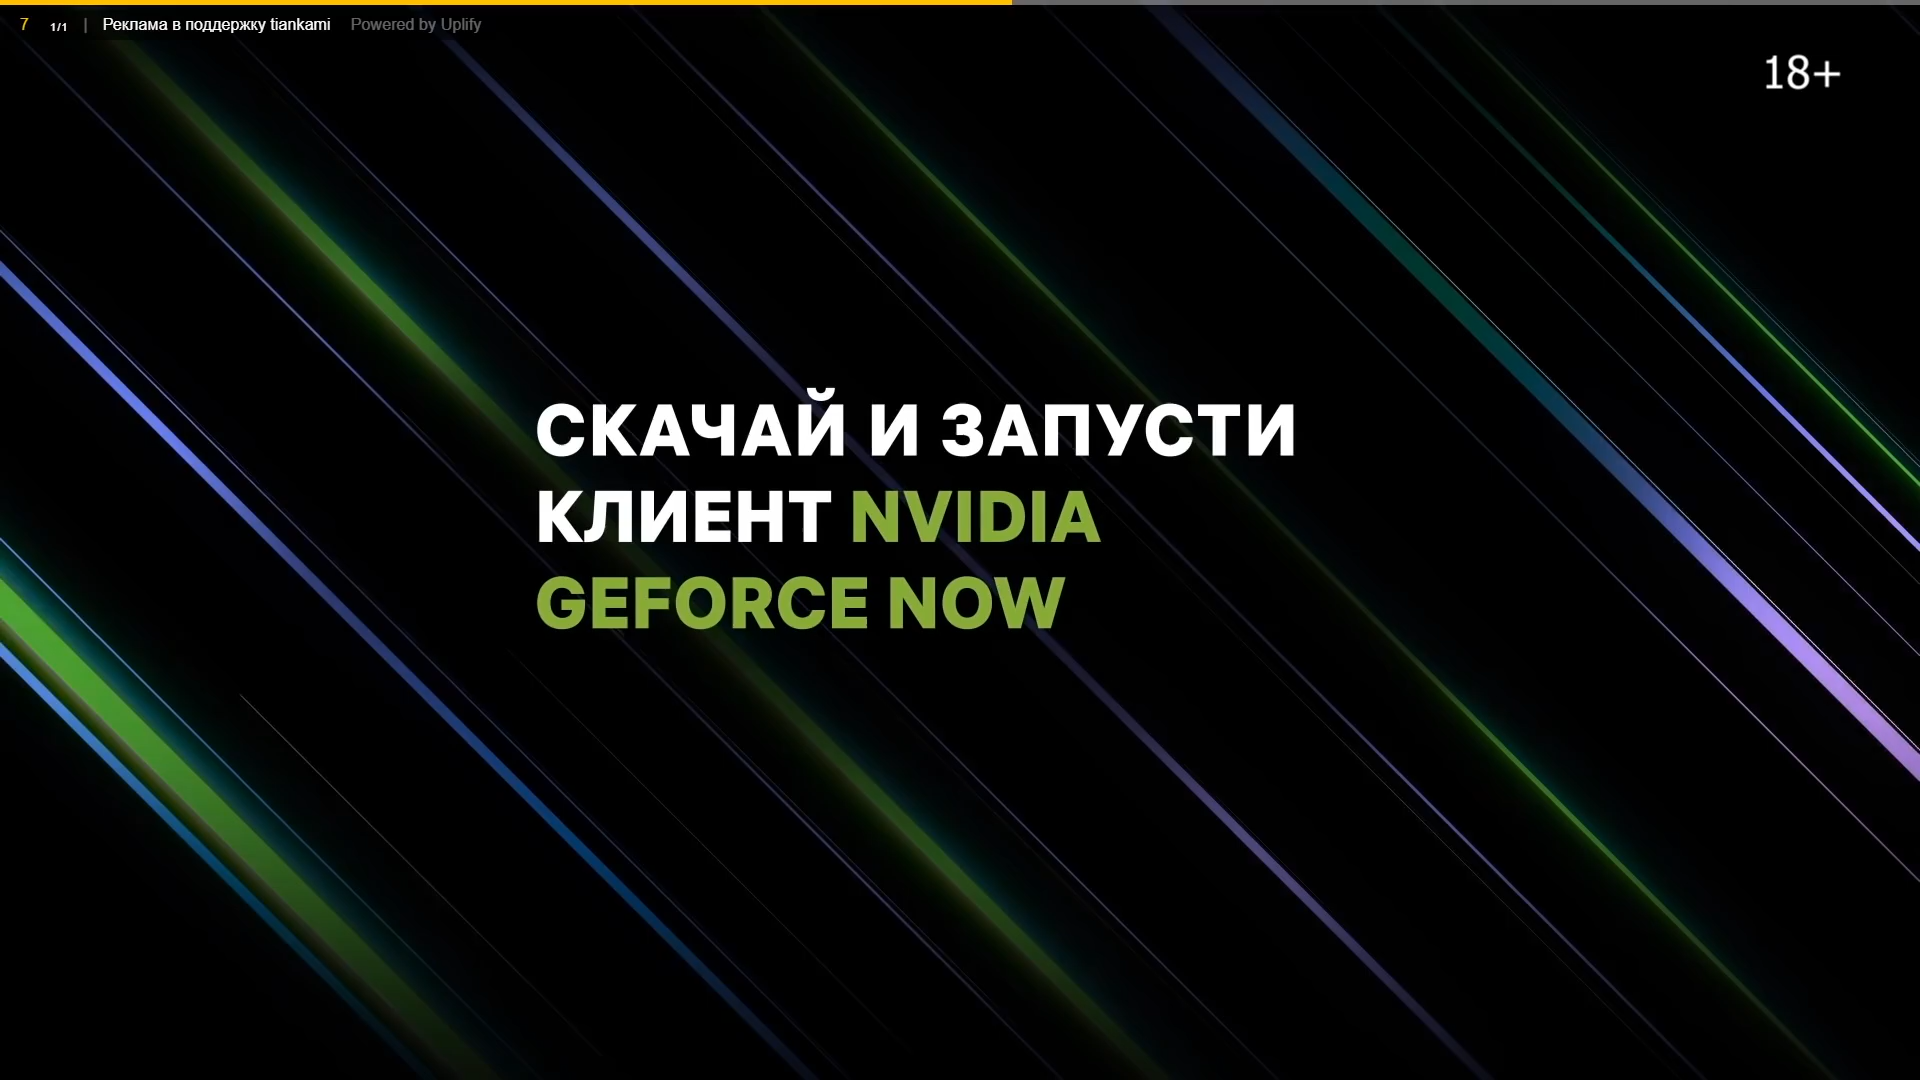 7 1/1 | Реклама в поддержку tiankami Powered by Uplify
18+
СКАЧАЙ И ЗАПУСТИ
КЛИЕНТ NVIDIA
GEFORCE NOW